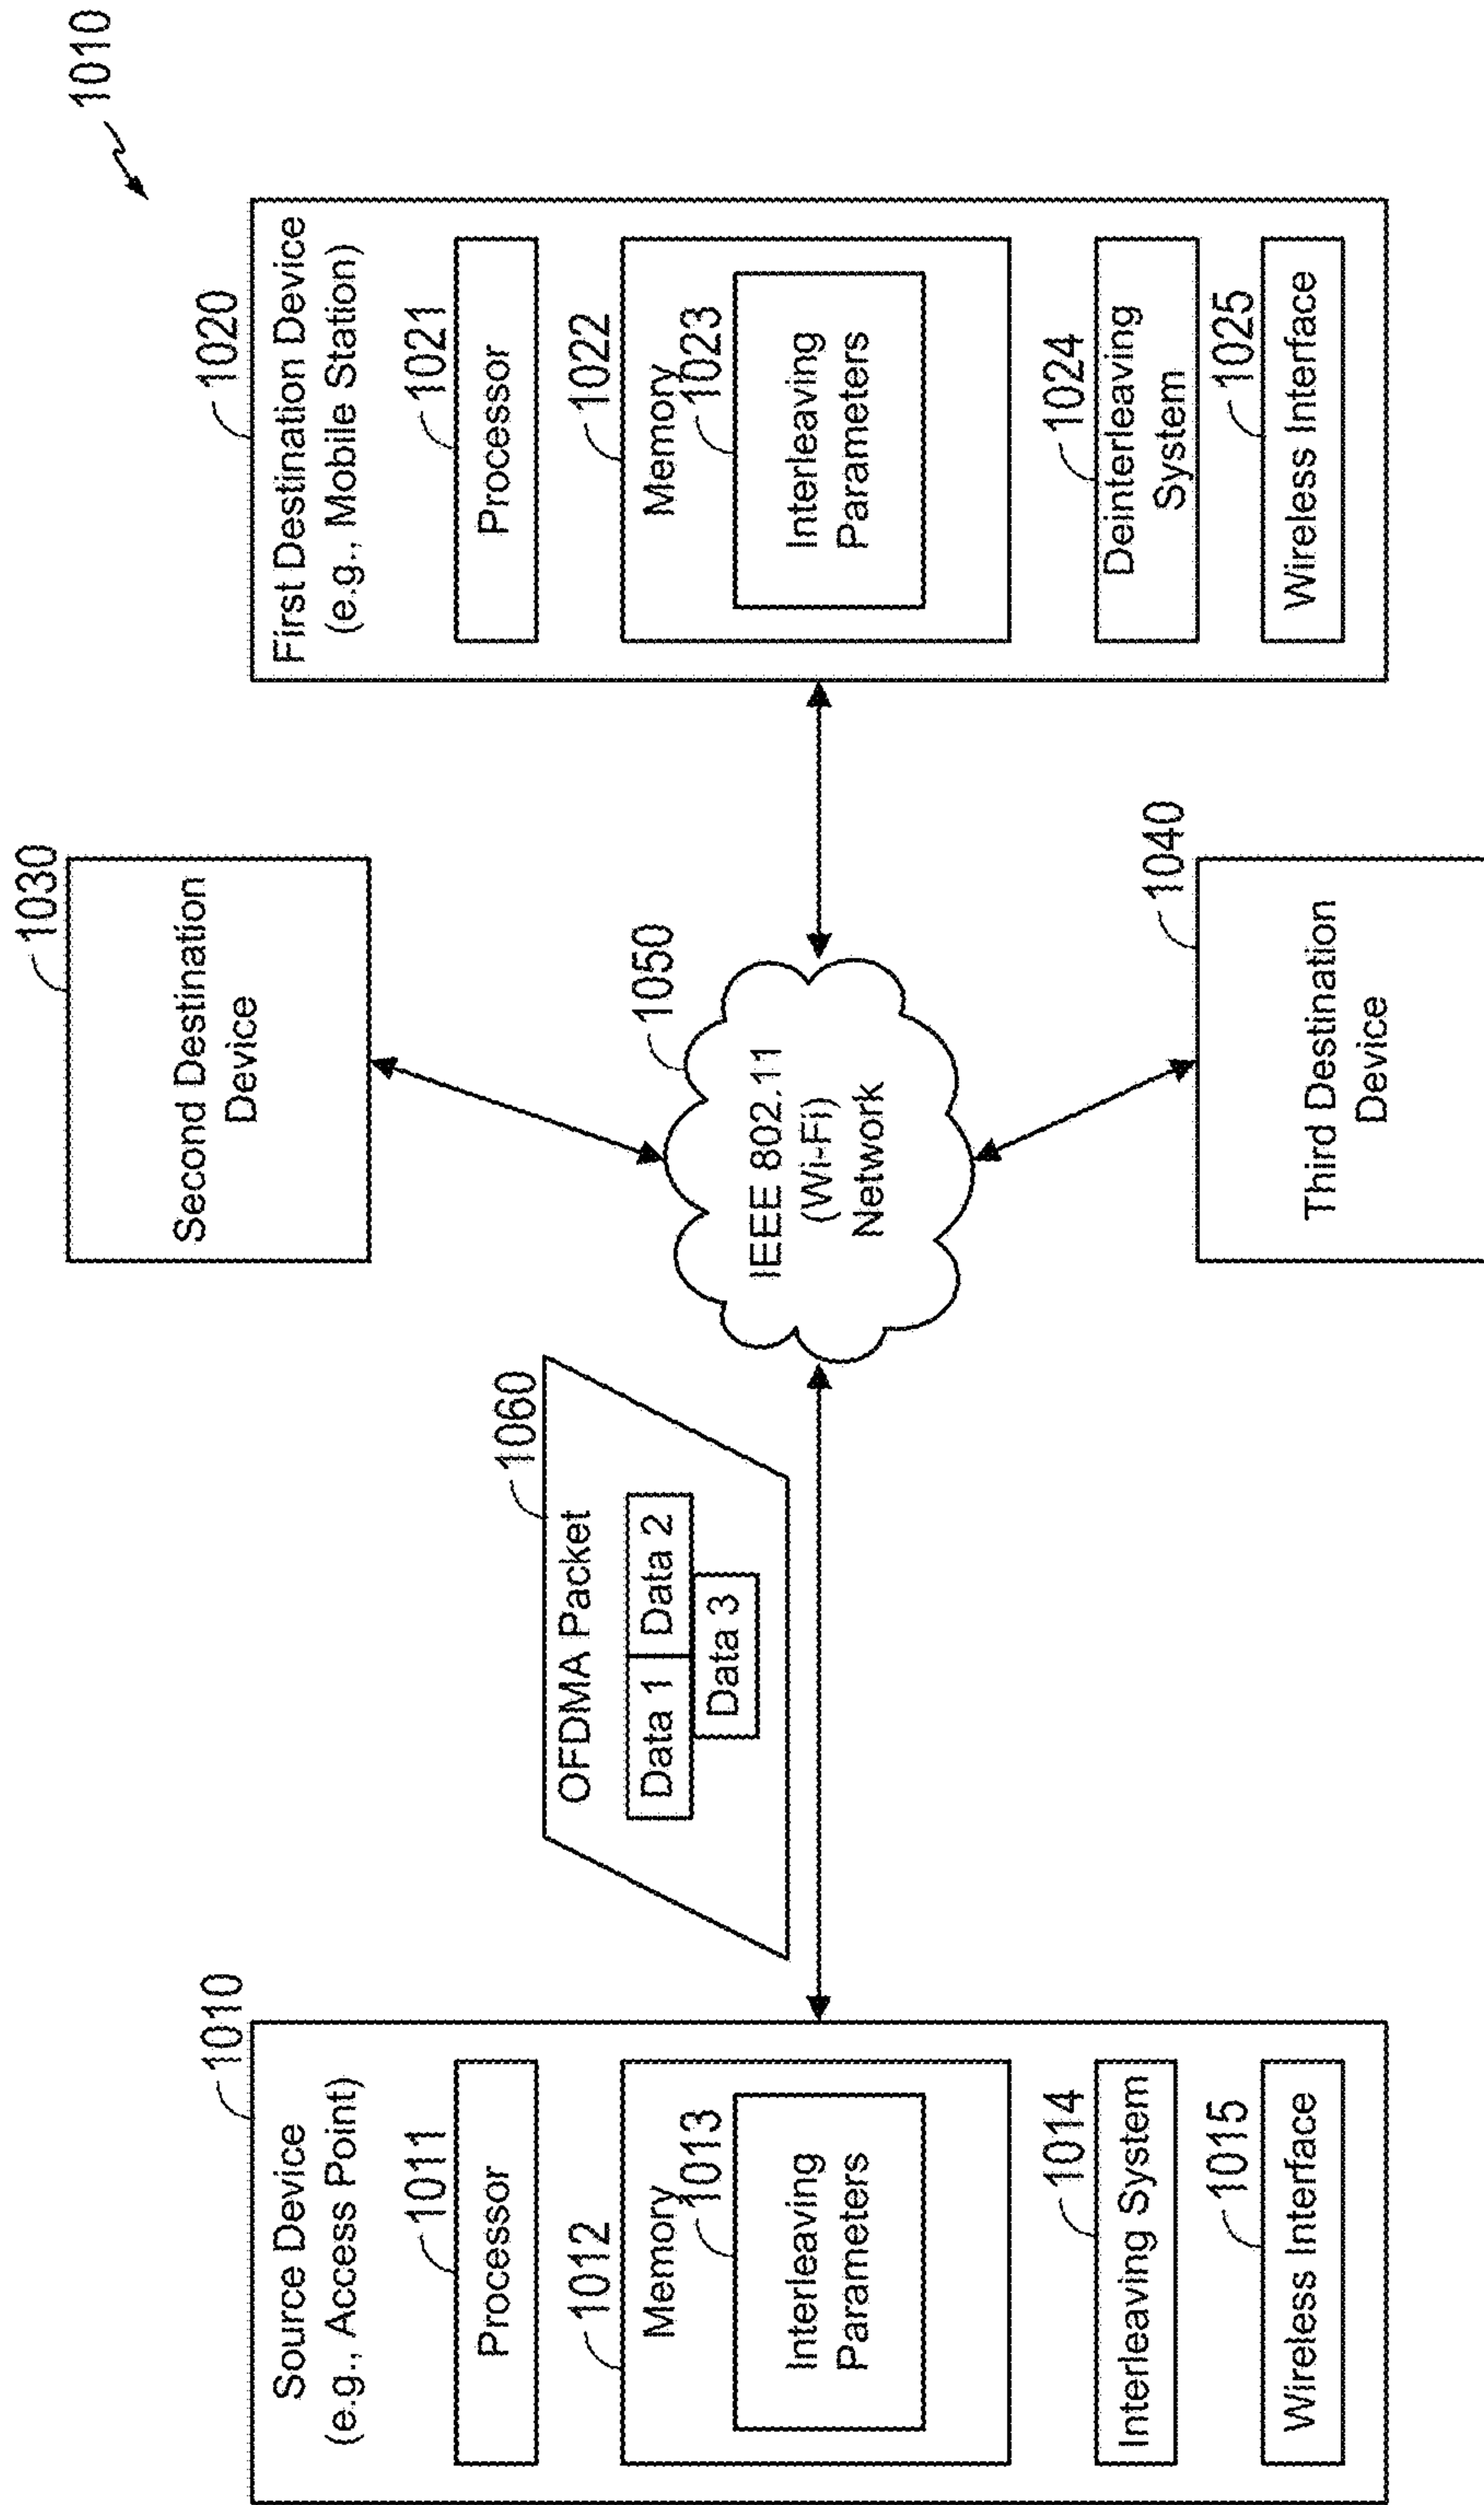 1010
1010
Source Device
(e.g., Access Point)
1011
Processor
1012
Memory
1013
Interleaving
Parameters
1014
Interleaving System
1015
Wireless Interface
1060
OFDMA Packet
Data 1
Data 2
Data 3
1030
Second Destination
Device
1050
IEEE 802.11
(Wi-Fi)
Network
1040
Third Destination
Device
1020
First Destination Device
(e.g., Mobile Station)
1021
Processor
1022
Memory
1023
Interleaving
Parameters
1024
Deinterleaving
System
1025
Wireless Interface